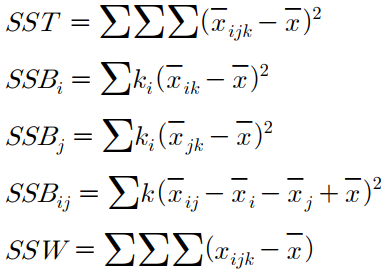 SST = ∑∑∑(x̅ᵢⱼₖ − x̅)²
SSBᵢ = ∑kᵢ(x̅ᵢₖ − x̅)²
SSBⱼ = ∑kᵢ(x̅ⱼₖ − x̅)²
SSBᵢⱼ = ∑k(x̅ᵢⱼ − x̅ᵢ − x̅ⱼ + x̅)²
SSW = ∑∑∑(xᵢⱼₖ − x̅)